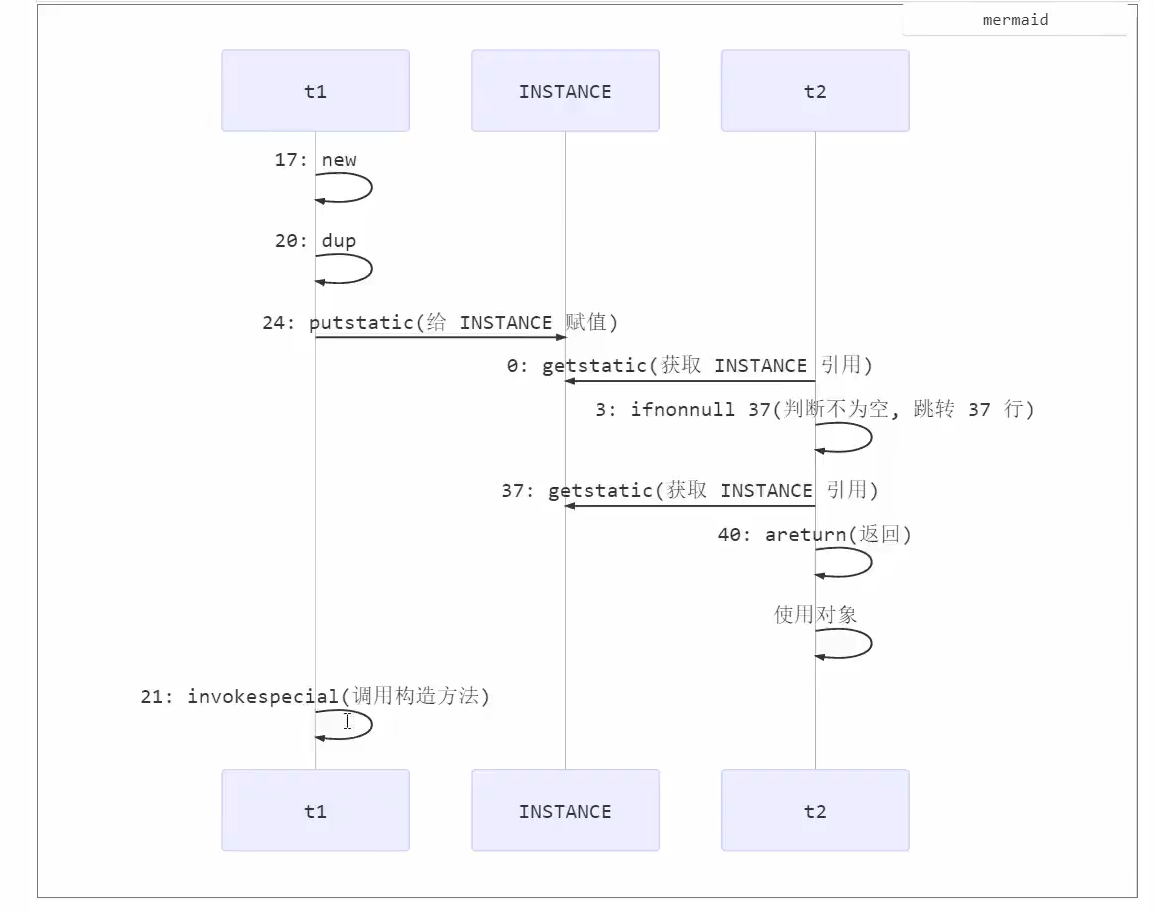 mermaid
t1 INSTANCE t2
17: new
20: dup
24: putstatic(给 INSTANCE 赋值)
0: getstatic(获取 INSTANCE 引用)
3: ifnonnull 37(判断不为空, 跳转 37 行)
37: getstatic(获取 INSTANCE 引用)
40: areturn(返回)
使用对象
21: invokespecial(调用构造方法)
t1 INSTANCE t2